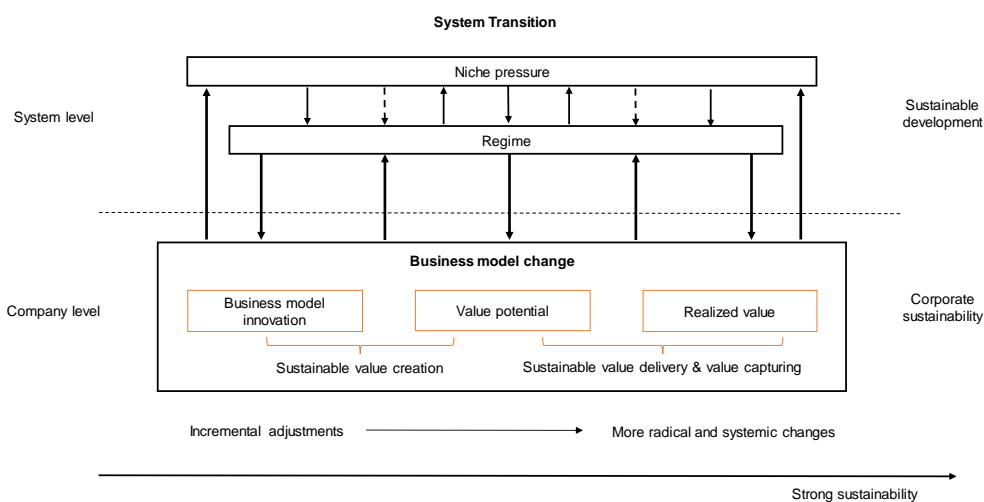 System Transition
Niche pressure
System level
Sustainable
development
Regime
Business model change
Company level
Business model
innovation
Value potential
Realized value
Corporate
sustainability
Sustainable value creation
Sustainable value delivery & value capturing
Incremental adjustments
More radical and systemic changes
Strong sustainability